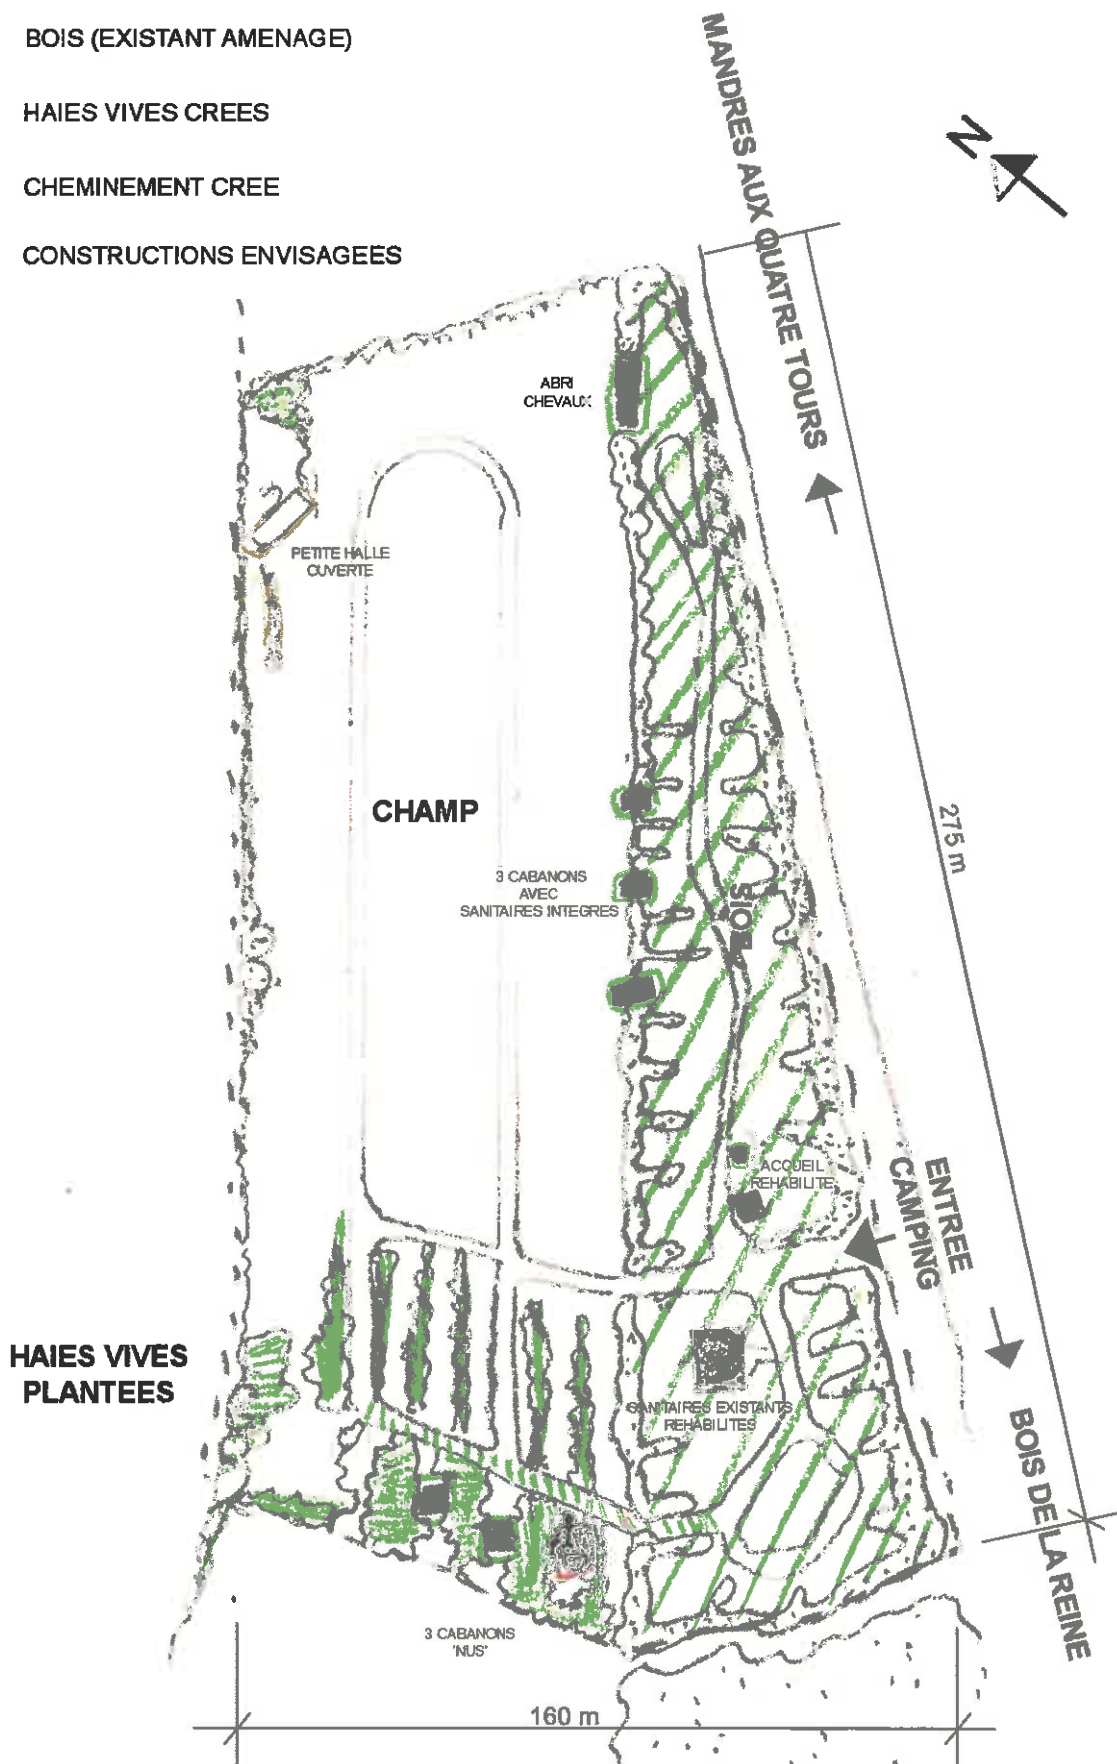 BOIS (EXISTANT AMENAGE)
HAIES VIVES CREES
CHEMINEMENT CREE
CONSTRUCTIONS ENVISAGEES
MANDRES AUX QUATRE TOURS
N
ABRI
CHEVAUX
PETITE HALLE
OUVERTE
CHAMP
3 CABANONS
AVEC
SANITAIRES INTEGRES
BOIS
275 m
ACCUEIL
REHABILITE
ENTREE
CAMPING
HAIES VIVES
PLANTEES
SANITAIRES EXISTANTS
REHABILITES
BOIS DE LA REINE
3 CABANONS
'NUS'
160 m